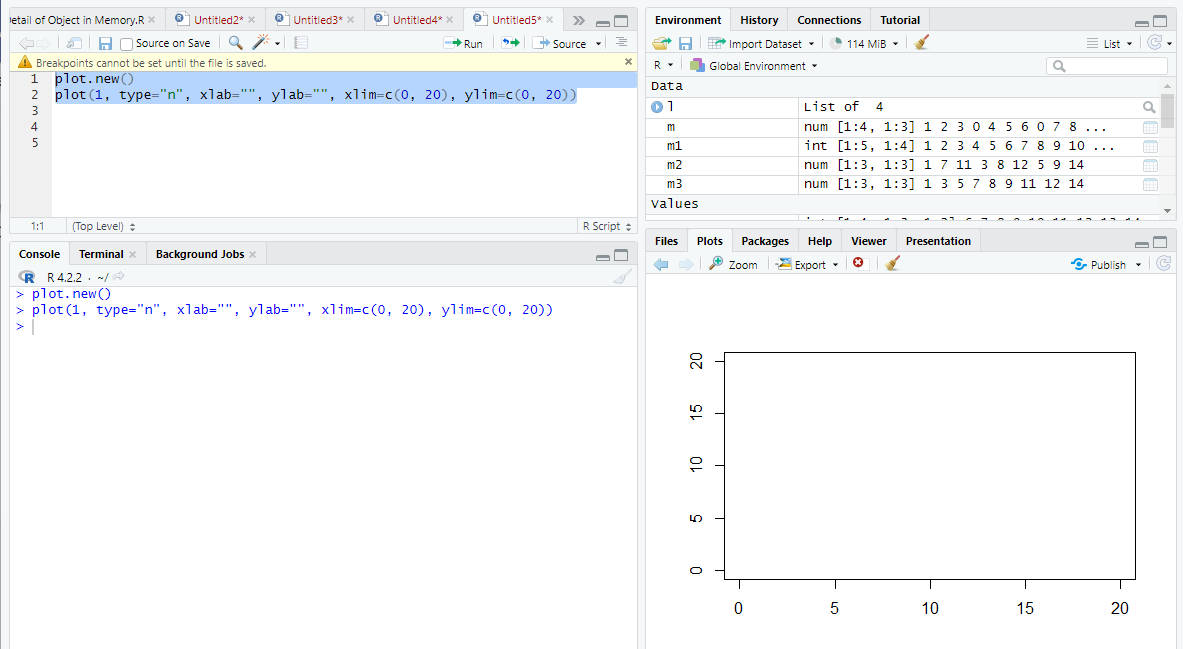 etail of Object in Memory.R
Untitled2*
Untitled3*
Untitled4*
Untitled5*
Source on Save
Run
Source
Breakpoints cannot be set until the file is saved.
1 plot.new()
2 plot(1, type="n", xlab="", ylab="", xlim=c(0, 20), ylim=c(0, 20))
3
4
5
1:1 (Top Level) R Script
Console Terminal Background Jobs
R 4.2.2 · ~/
> plot.new()
> plot(1, type="n", xlab="", ylab="", xlim=c(0, 20), ylim=c(0, 20))
>
Environment History Connections Tutorial
Import Dataset 114 MiB List
R Global Environment
Data
l List of 4
m num [1:4, 1:3] 1 2 3 0 4 5 6 0 7 8 ...
m1 int [1:5, 1:4] 1 2 3 4 5 6 7 8 9 10 ...
m2 num [1:3, 1:3] 1 7 11 3 8 12 5 9 14
m3 num [1:3, 1:3] 1 3 5 7 8 9 11 12 14
Values
Files Plots Packages Help Viewer Presentation
Zoom Export Publish
20
15
10
5
0
0 5 10 15 20